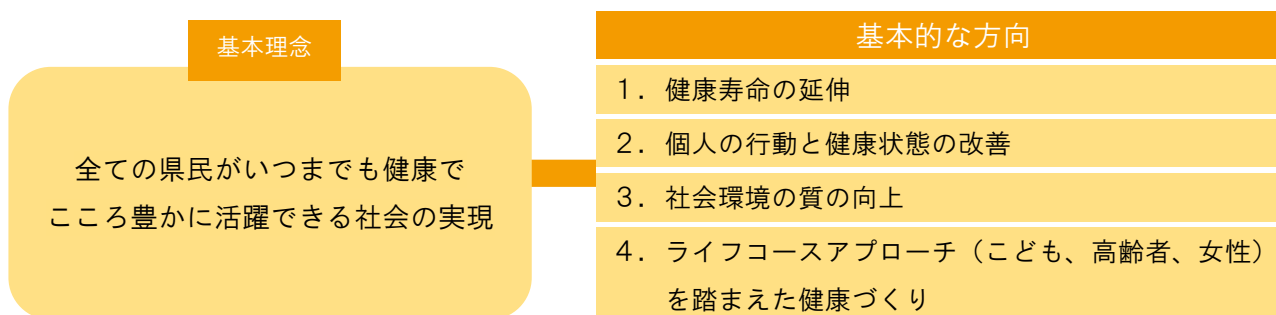 基本理念
全ての県民がいつまでも健康で
こころ豊かに活躍できる社会の実現
基本的な方向
１．健康寿命の延伸
２．個人の行動と健康状態の改善
３．社会環境の質の向上
４．ライフコースアプローチ（こども、高齢者、女性）
を踏まえた健康づくり